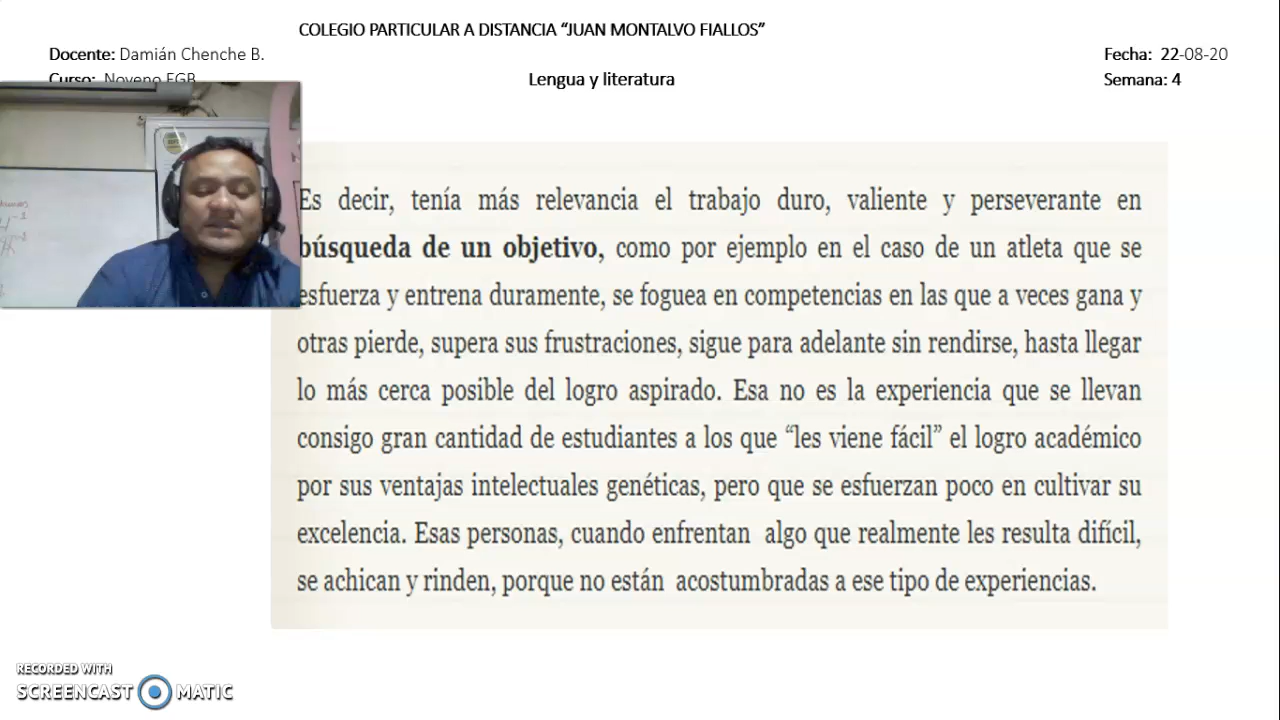 COLEGIO PARTICULAR A DISTANCIA “JUAN MONTALVO FIALLOS”
Docente: Damián Chenche B.
Fecha: 22-08-20
Curso: Noveno EGB
Lengua y literatura
Semana: 4
Es decir, tenía más relevancia el trabajo duro, valiente y perseverante en
búsqueda de un objetivo, como por ejemplo en el caso de un atleta que se
esfuerza y entrena duramente, se foguea en competencias en las que a veces gana y
otras pierde, supera sus frustraciones, sigue para adelante sin rendirse, hasta llegar
lo más cerca posible del logro aspirado. Esa no es la experiencia que se llevan
consigo gran cantidad de estudiantes a los que “les viene fácil” el logro académico
por sus ventajas intelectuales genéticas, pero que se esfuerzan poco en cultivar su
excelencia. Esas personas, cuando enfrentan algo que realmente les resulta difícil,
se achican y rinden, porque no están acostumbradas a ese tipo de experiencias.
RECORDED WITH
SCREENCAST MATIC